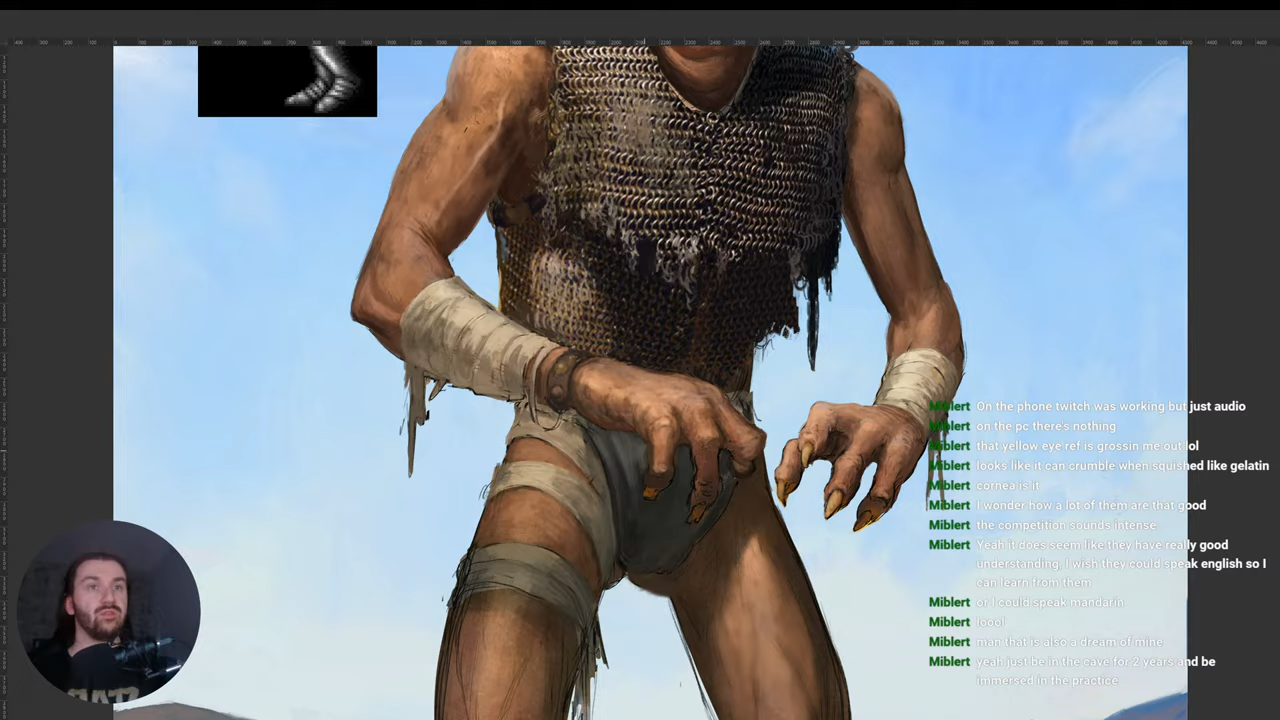 Miblert On the phone twitch was working but just audio
Miblert on the pc there's nothing
Miblert that yellow eye ref is grossin me out lol
Miblert looks like it can crumble when squished like gelatin
Miblert cornea is it
Miblert I wonder how a lot of them are that good
Miblert the competition sounds intense
Miblert Yeah it does seem like they have really good
understanding. I wish they could speak english so I
can learn from them
Miblert or I could speak mandarin
Miblert loool
Miblert man that is also a dream of mine
Miblert yeah just be in the cave for 2 years and be
immersed in the practice